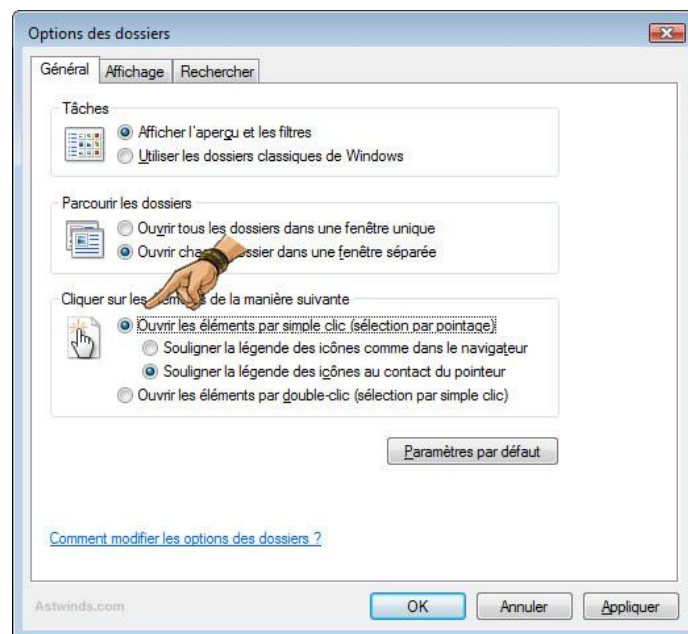 Options des dossiers
Général Affichage Rechercher
Tâches
Afficher l'aperçu et les filtres
Utiliser les dossiers classiques de Windows
Parcourir les dossiers
Ouvrir tous les dossiers dans une fenêtre unique
Ouvrir dans une fenêtre séparée
Cliquer sur les de la manière suivante
Ouvrir les éléments par simple clic (sélection par pointage)
Souligner la légende des icônes comme dans le navigateur
Souligner la légende des icônes au contact du pointeur
Ouvrir les éléments par double-clic (sélection par simple clic)
Paramètres par défaut
Comment modifier les options des dossiers ?
Astwinds.com
OK Annuler Appliquer